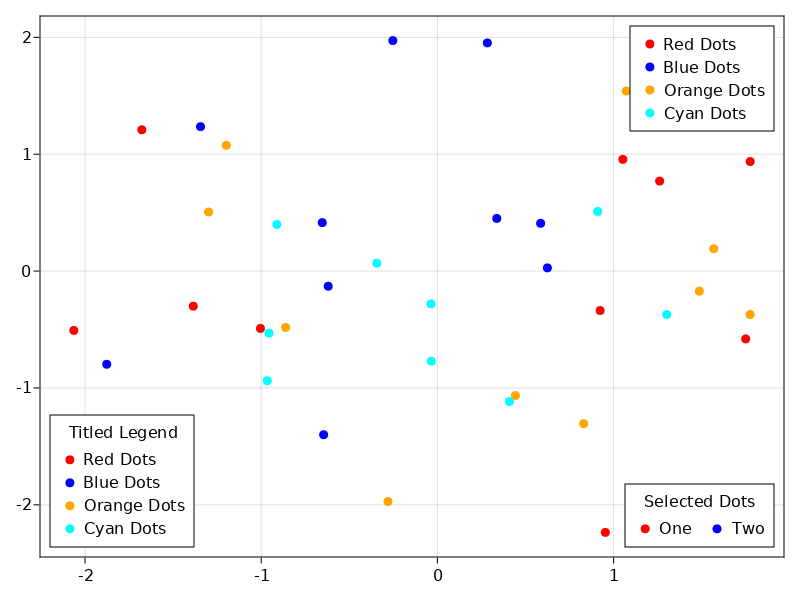 2
1
0
-1
-2
-2
-1
0
1
Red Dots
Blue Dots
Orange Dots
Cyan Dots
Titled Legend
Red Dots
Blue Dots
Orange Dots
Cyan Dots
Selected Dots
One Two